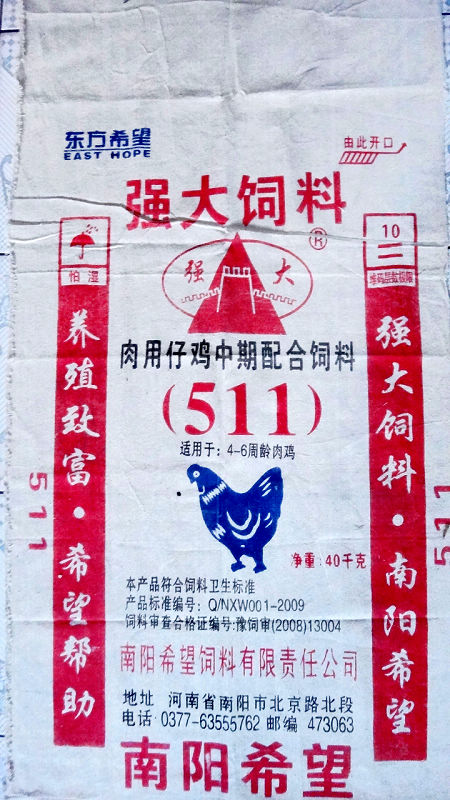 东方希望
EAST HOPE
由此开口
强大饲料
®
怕湿
10
堆码层数极限
强 大
肉用仔鸡中期配合饲料
(511)
适用于：4-6周龄肉鸡
养殖致富·希望帮助
强大饲料·南阳希望
511
511
净重：40千克
本产品符合饲料卫生标准
产品标准编号：Q/NXW001-2009
饲料审查合格证编号:豫饲审(2008)13004
南阳希望饲料有限责任公司
地址 河南省南阳市北京路北段
电话·0377-63555762 邮编 473063
南阳希望